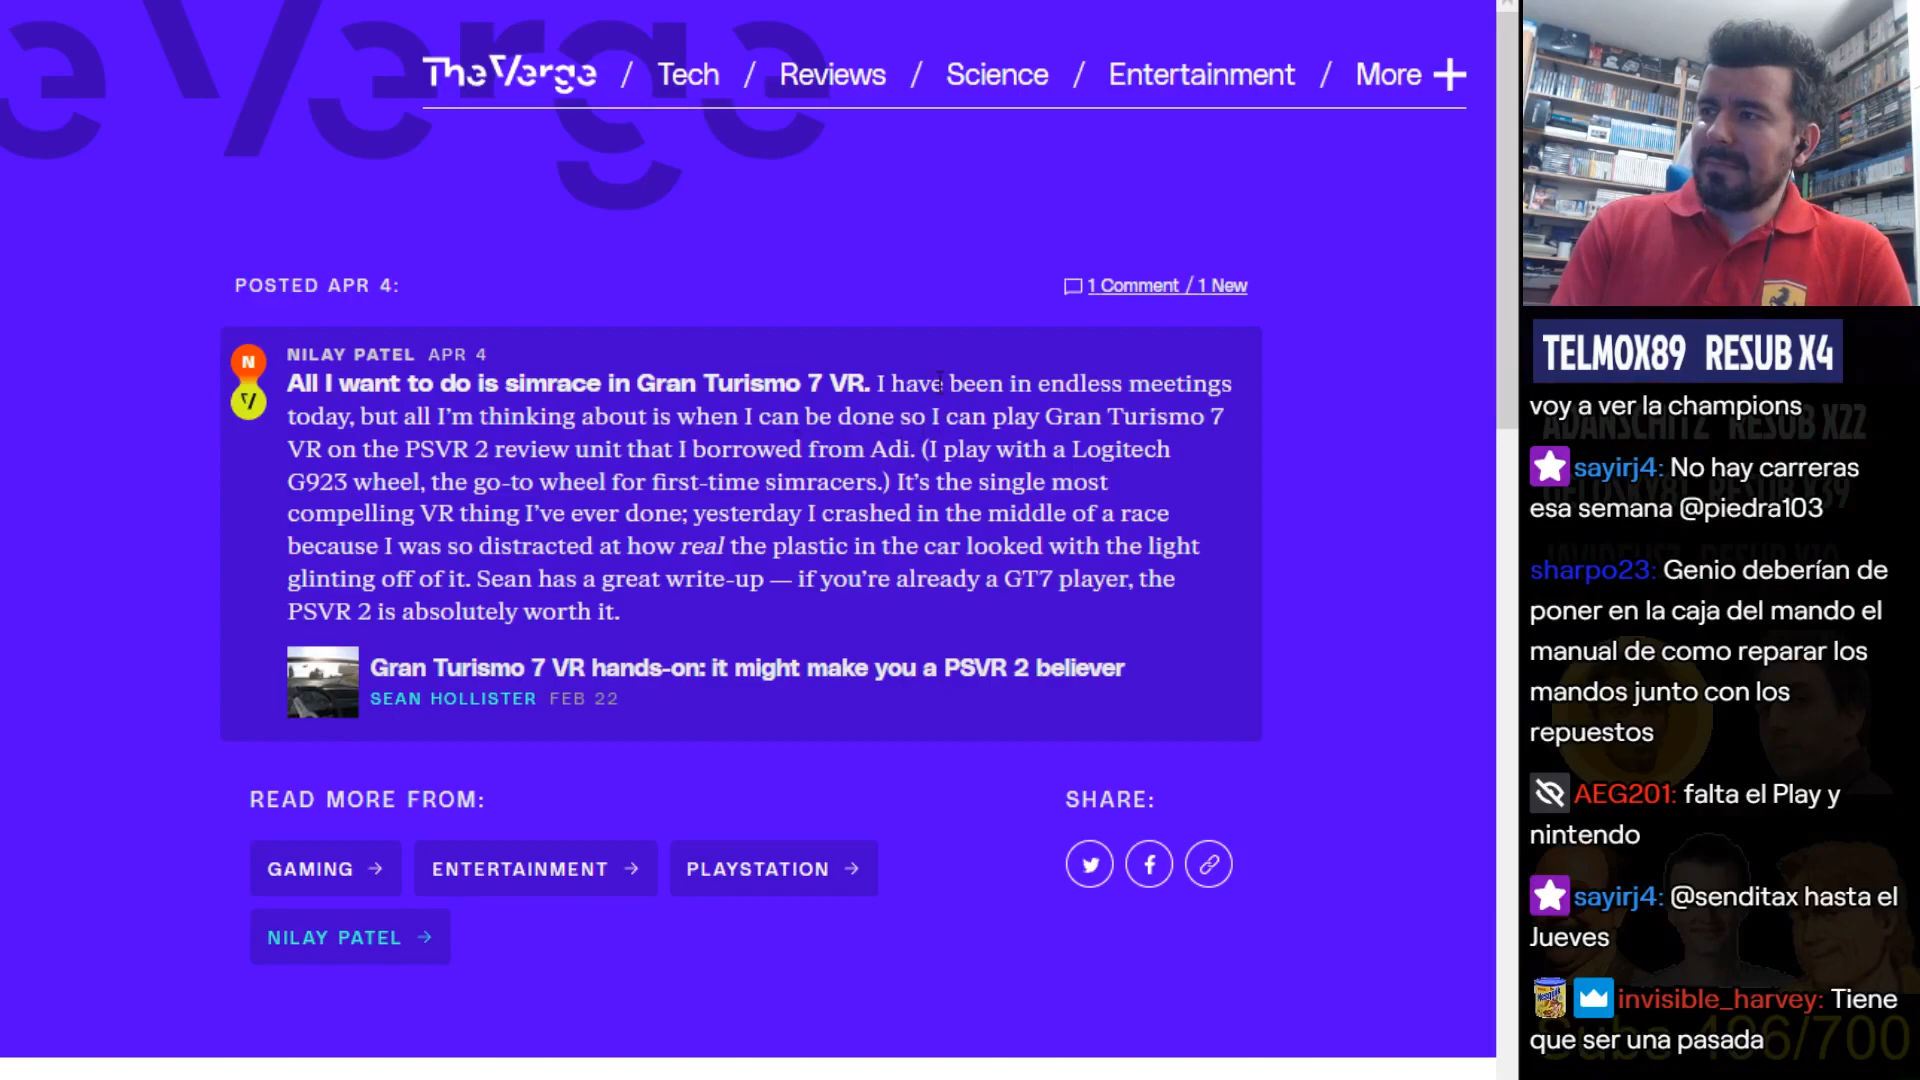 The Verge / Tech / Reviews / Science / Entertainment / More +
e Verge
POSTED APR 4:
1 Comment / 1 New
N
NILAY PATEL APR 4
All I want to do is simrace in Gran Turismo 7 VR. I have been in endless meetings
today, but all I'm thinking about is when I can be done so I can play Gran Turismo 7
VR on the PSVR 2 review unit that I borrowed from Adi. (I play with a Logitech
G923 wheel, the go-to wheel for first-time simracers.) It's the single most
compelling VR thing I've ever done; yesterday I crashed in the middle of a race
because I was so distracted at how real the plastic in the car looked with the light
glinting off of it. Sean has a great write-up — if you're already a GT7 player, the
PSVR 2 is absolutely worth it.
Gran Turismo 7 VR hands-on: it might make you a PSVR 2 believer
SEAN HOLLISTER FEB 22
READ MORE FROM:
SHARE:
GAMING →
ENTERTAINMENT →
PLAYSTATION →
NILAY PATEL →
TELMOX89 RESUB X4
voy a ver la champions
ADANSCHITZ RESUB X22
sayirj4: No hay carreras
esa semana @piedra103
sharpo23: Genio deberían de
poner en la caja del mando el
manual de como reparar los
mandos junto con los
repuestos
AEG201: falta el Play y
nintendo
sayirj4: @senditax hasta el
Jueves
invisible_harvey: Tiene
que ser una pasada
Subs 496/700